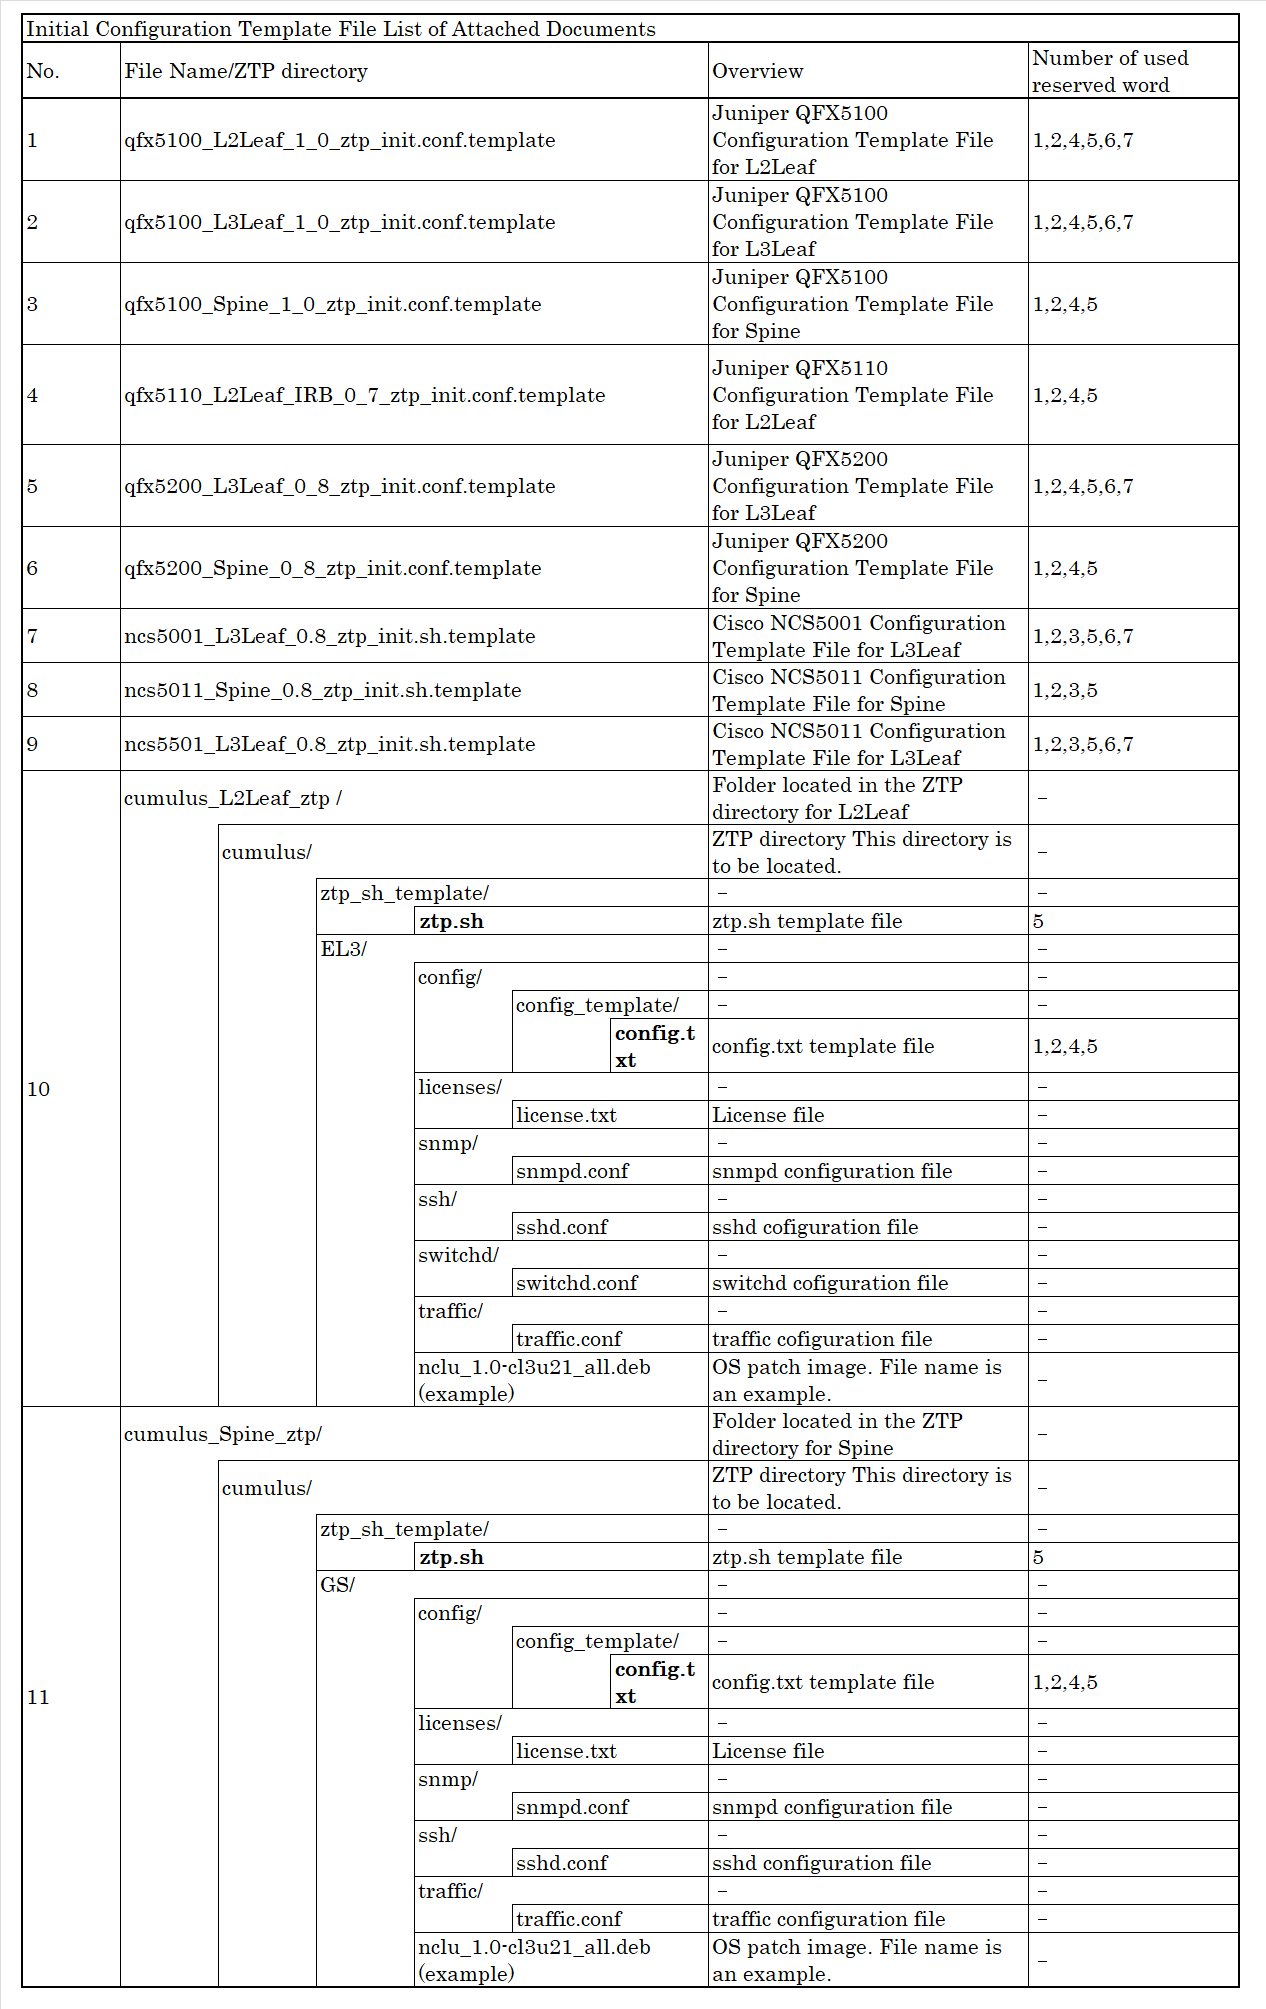 Initial Configuration Template File List of Attached Documents
No.
File Name/ZTP directory
Overview
Number of used
reserved word
1
qfx5100_L2Leaf_1_0_ztp_init.conf.template
Juniper QFX5100
Configuration Template File
for L2Leaf
1,2,4,5,6,7
2
qfx5100_L3Leaf_1_0_ztp_init.conf.template
Juniper QFX5100
Configuration Template File
for L3Leaf
1,2,4,5,6,7
3
qfx5100_Spine_1_0_ztp_init.conf.template
Juniper QFX5100
Configuration Template File
for Spine
1,2,4,5
4
qfx5110_L2Leaf_IRB_0_7_ztp_init.conf.template
Juniper QFX5110
Configuration Template File
for L2Leaf
1,2,4,5
5
qfx5200_L3Leaf_0_8_ztp_init.conf.template
Juniper QFX5200
Configuration Template File
for L3Leaf
1,2,4,5,6,7
6
qfx5200_Spine_0_8_ztp_init.conf.template
Juniper QFX5200
Configuration Template File
for Spine
1,2,4,5
7
ncs5001_L3Leaf_0.8_ztp_init.sh.template
Cisco NCS5001 Configuration
Template File for L3Leaf
1,2,3,5,6,7
8
ncs5011_Spine_0.8_ztp_init.sh.template
Cisco NCS5011 Configuration
Template File for Spine
1,2,3,5
9
ncs5501_L3Leaf_0.8_ztp_init.sh.template
Cisco NCS5011 Configuration
Template File for L3Leaf
1,2,3,5,6,7
10
cumulus_L2Leaf_ztp /
Folder located in the ZTP
directory for L2Leaf
–
cumulus/
ZTP directory This directory is
to be located.
–
ztp_sh_template/
–
–
ztp.sh
ztp.sh template file
5
EL3/
–
–
config/
–
–
config_template/
–
–
config.t
xt
config.txt template file
1,2,4,5
licenses/
–
–
license.txt
License file
–
snmp/
–
–
snmpd.conf
snmpd configuration file
–
ssh/
–
–
sshd.conf
sshd cofiguration file
–
switchd/
–
–
switchd.conf
switchd cofiguration file
–
traffic/
–
–
traffic.conf
traffic cofiguration file
–
nclu_1.0-cl3u21_all.deb
(example)
OS patch image. File name is
an example.
–
11
cumulus_Spine_ztp/
Folder located in the ZTP
directory for Spine
–
cumulus/
ZTP directory This directory is
to be located.
–
ztp_sh_template/
–
–
ztp.sh
ztp.sh template file
5
GS/
–
–
config/
–
–
config_template/
–
–
config.t
xt
config.txt template file
1,2,4,5
licenses/
–
–
license.txt
License file
–
snmp/
–
–
snmpd.conf
snmpd configuration file
–
ssh/
–
–
sshd.conf
sshd configuration file
–
traffic/
–
–
traffic.conf
traffic configuration file
–
nclu_1.0-cl3u21_all.deb
(example)
OS patch image. File name is
an example.
–